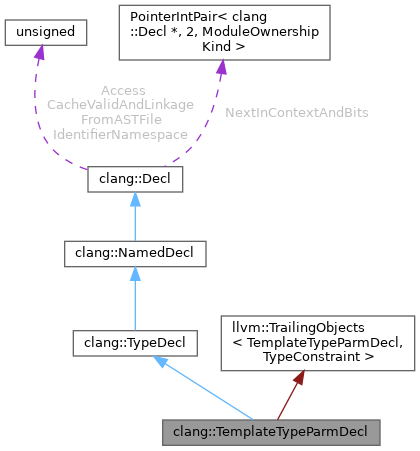 unsigned
PointerIntPair< clang
::Decl *, 2, ModuleOwnership
Kind >
Access
CacheValidAndLinkage
FromASTFile
IdentifierNamespace
NextInContextAndBits
clang::Decl
clang::NamedDecl
clang::TypeDecl
llvm::TrailingObjects
< TemplateTypeParmDecl,
TypeConstraint >
clang::TemplateTypeParmDecl